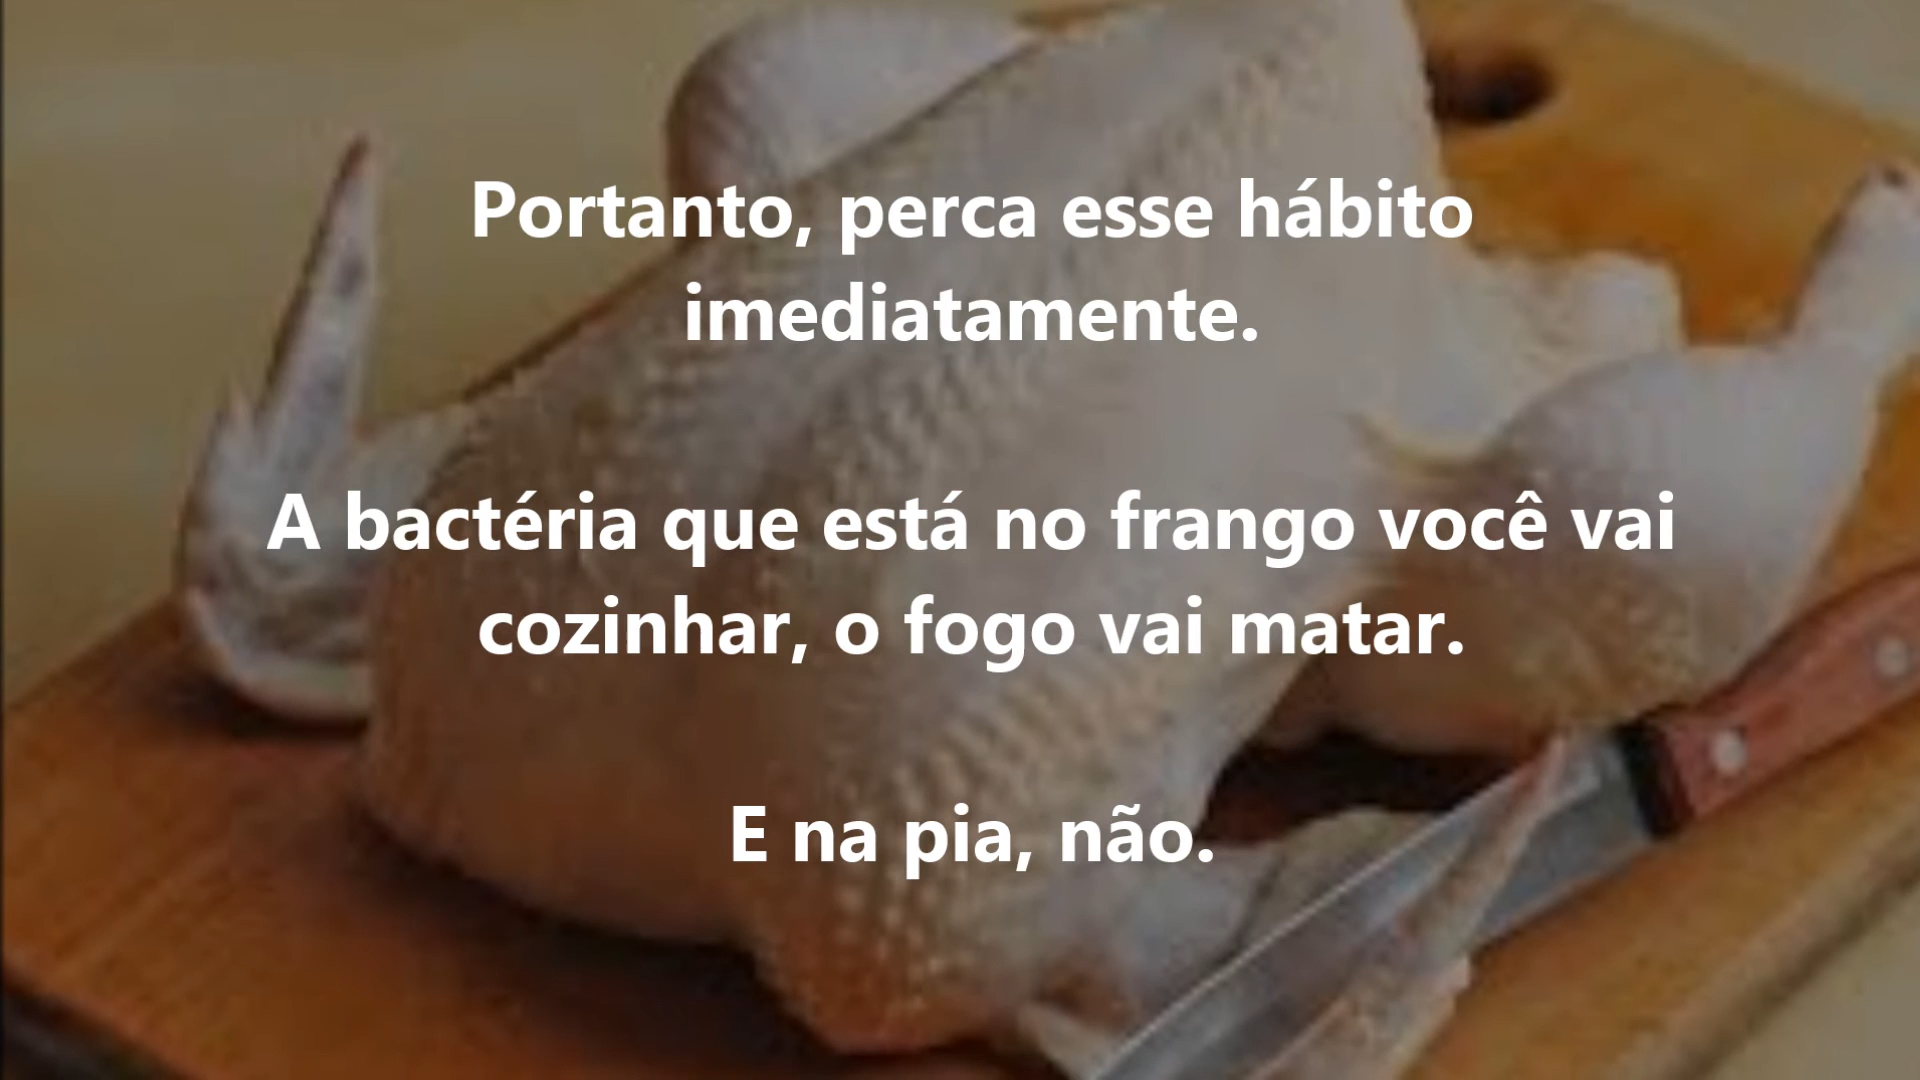 Portanto, perca esse hábito
imediatamente.
A bactéria que está no frango você vai
cozinhar, o fogo vai matar.
E na pia, não.